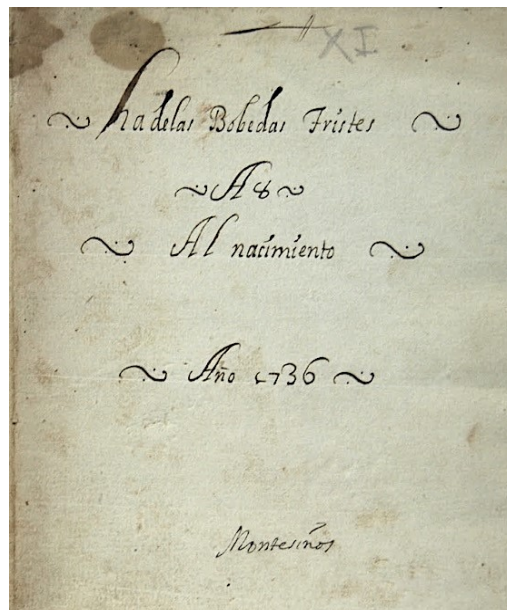 XI
ha delas Bobedas Tristes
A 8
Al nacimiento
Año 1736
Montesinos